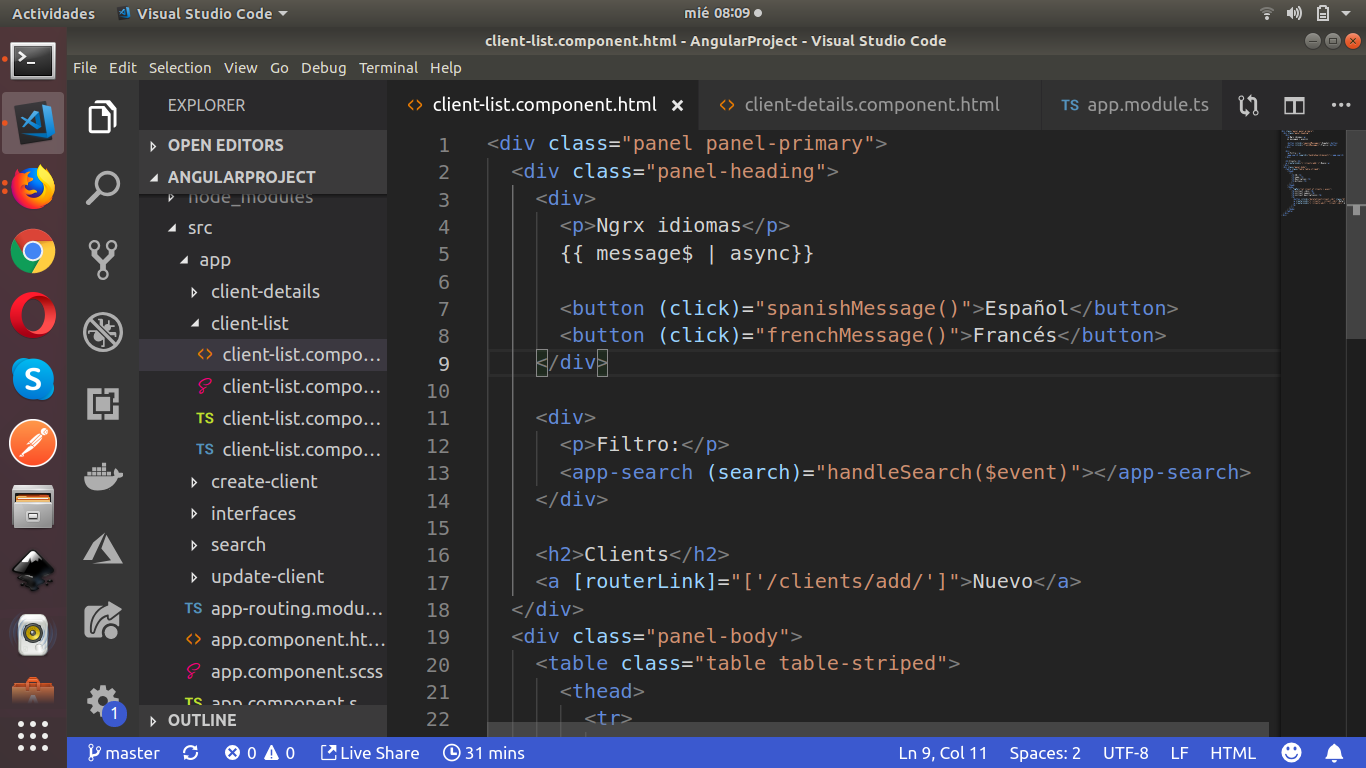 Actividades Visual Studio Code mié 08:09
client-list.component.html - AngularProject - Visual Studio Code
File Edit Selection View Go Debug Terminal Help
EXPLORER
OPEN EDITORS
ANGULARPROJECT
node_modules
src
app
client-details
client-list
client-list.compo...
client-list.compo...
TS client-list.compo...
TS client-list.compo...
create-client
interfaces
search
update-client
TS app-routing.modu...
app.component.ht...
app.component.scss
TS app.component.s
OUTLINE
1
client-list.component.html client-details.component.html TS app.module.ts
1 <div class="panel panel-primary">
2 <div class="panel-heading">
3 <div>
4 <p>Ngrx idiomas</p>
5 {{ message$ | async}}
6
7 <button (click)="spanishMessage()">Español</button>
8 <button (click)="frenchMessage()">Francés</button>
9 </div>
10
11 <div>
12 <p>Filtro:</p>
13 <app-search (search)="handleSearch($event)"></app-search>
14 </div>
15
16 <h2>Clients</h2>
17 <a [routerLink]="['/clients/add/']">Nuevo</a>
18 </div>
19 <div class="panel-body">
20 <table class="table table-striped">
21 <thead>
22 <tr>
master 0 0 Live Share 31 mins Ln 9, Col 11 Spaces: 2 UTF-8 LF HTML